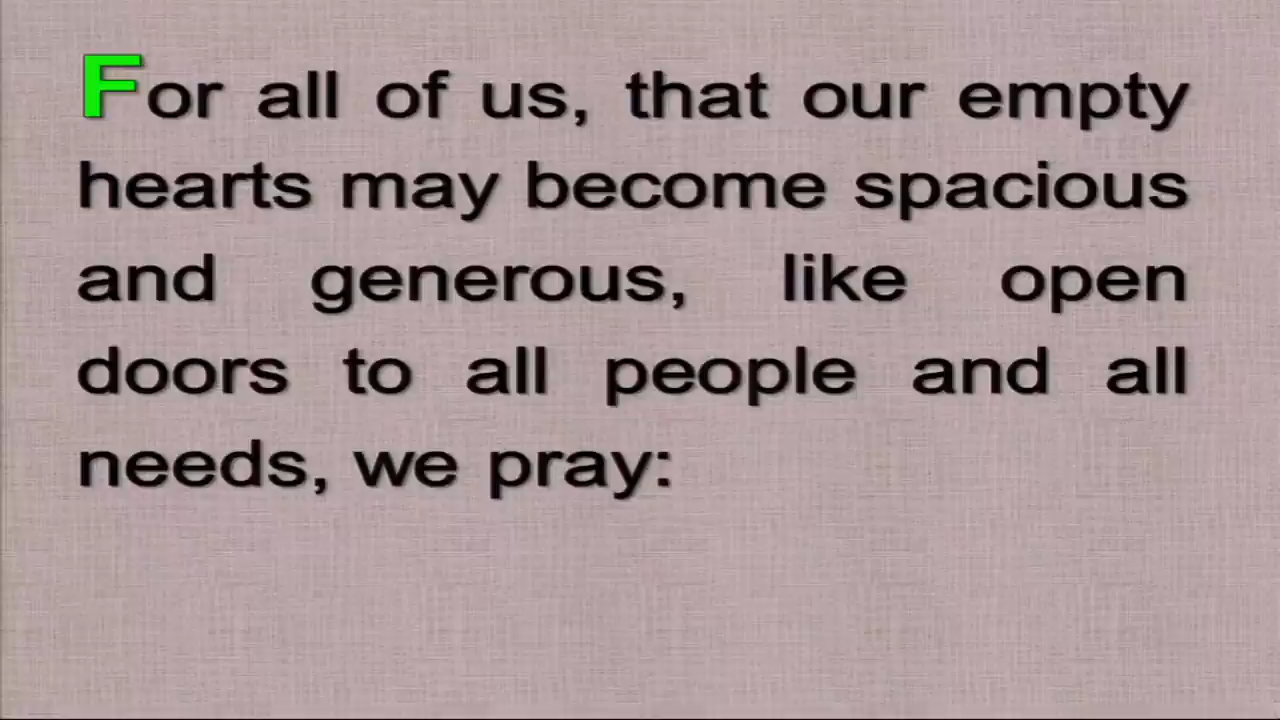 For all of us, that our empty
hearts may become spacious
and generous, like open
doors to all people and all
needs, we pray: